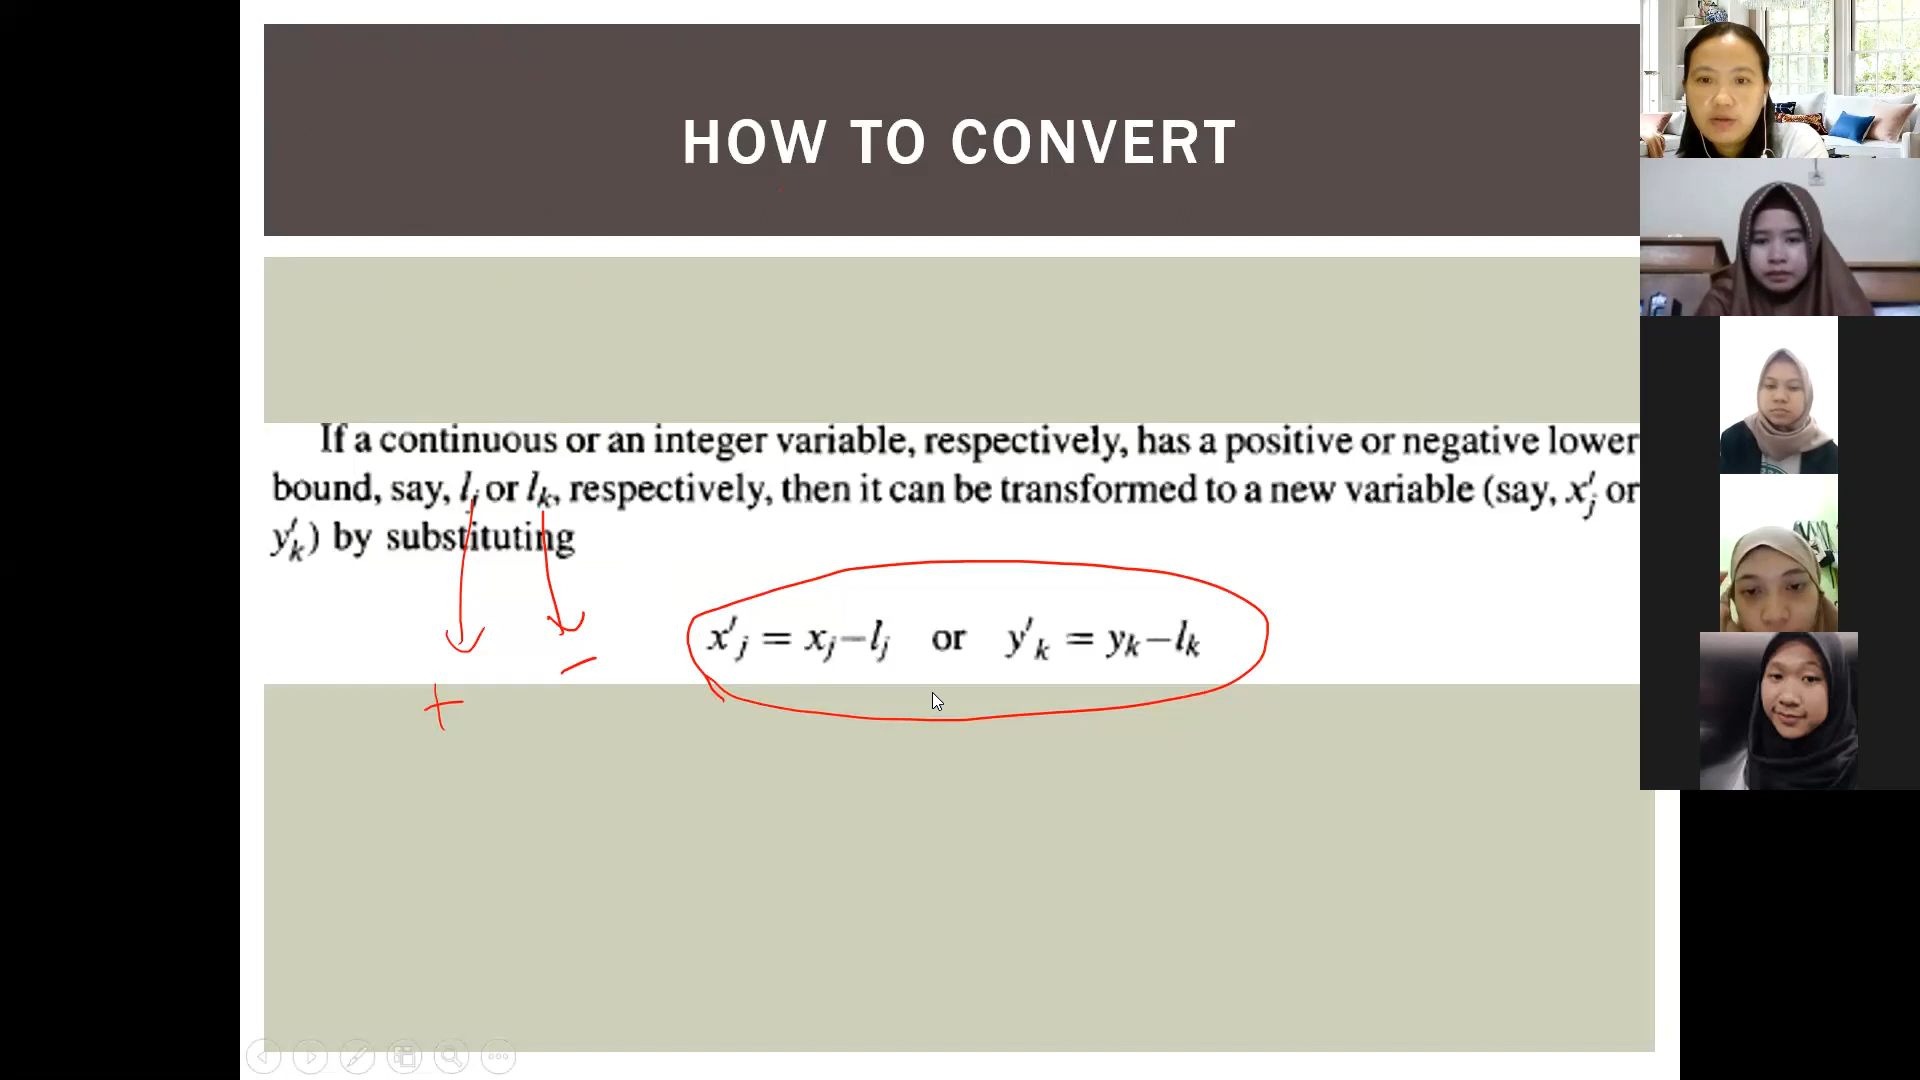 HOW TO CONVERT
If a continuous or an integer variable, respectively, has a positive or negative lower
bound, say, lj or lk, respectively, then it can be transformed to a new variable (say, x′j or
y′k) by substituting
x′j = xj−lj or y′k = yk−lk
−
+